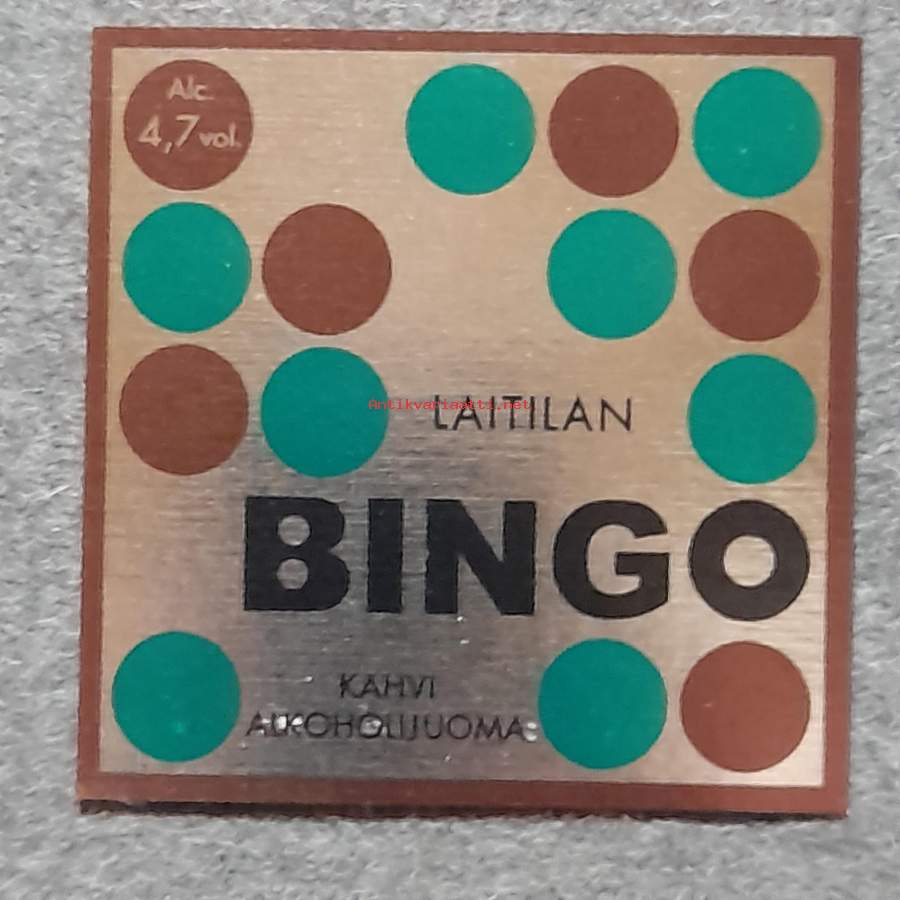 Alc.
4,7 vol.
Antikvariaatti.net
LAITILAN
BINGO
KAHVI
ALKOHOLIJUOMA